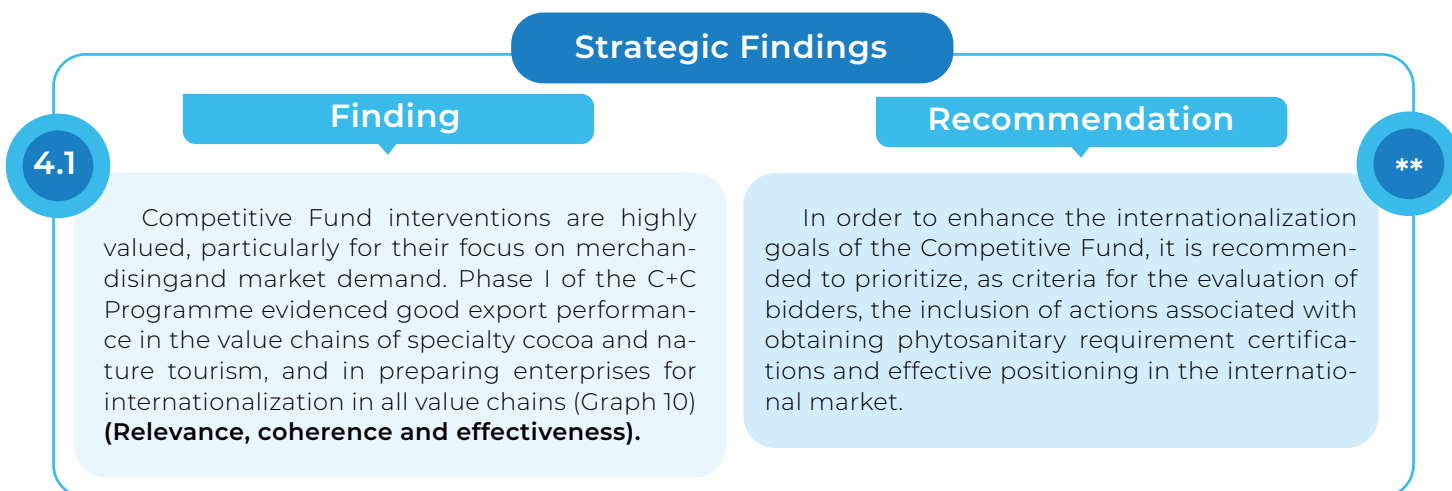 Strategic Findings
Finding
4.1
Competitive Fund interventions are highly
valued, particularly for their focus on merchan-
disingand market demand. Phase I of the C+C
Programme evidenced good export performan-
ce in the value chains of specialty cocoa and na-
ture tourism, and in preparing enterprises for
internationalization in all value chains (Graph 10)
(Relevance, coherence and effectiveness).
Recommendation
**
In order to enhance the internationalization
goals of the Competitive Fund, it is recommen-
ded to prioritize, as criteria for the evaluation of
bidders, the inclusion of actions associated with
obtaining phytosanitary requirement certifica-
tions and effective positioning in the internatio-
nal market.